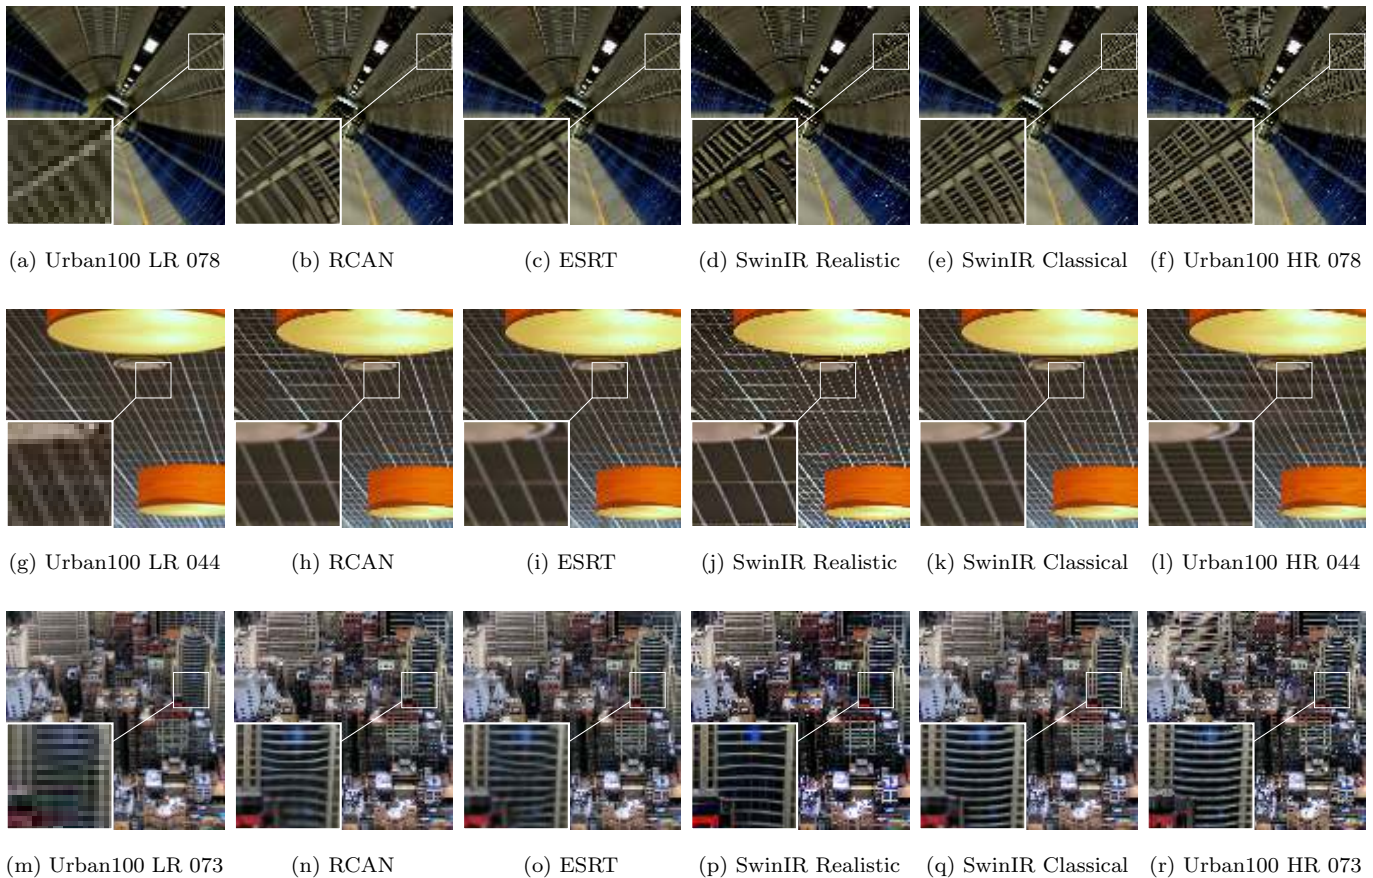 (a) Urban100 LR 078
(b) RCAN
(c) ESRT
(d) SwinIR Realistic
(e) SwinIR Classical
(f) Urban100 HR 078
(g) Urban100 LR 044
(h) RCAN
(i) ESRT
(j) SwinIR Realistic
(k) SwinIR Classical
(l) Urban100 HR 044
(m) Urban100 LR 073
(n) RCAN
(o) ESRT
(p) SwinIR Realistic
(q) SwinIR Classical
(r) Urban100 HR 073